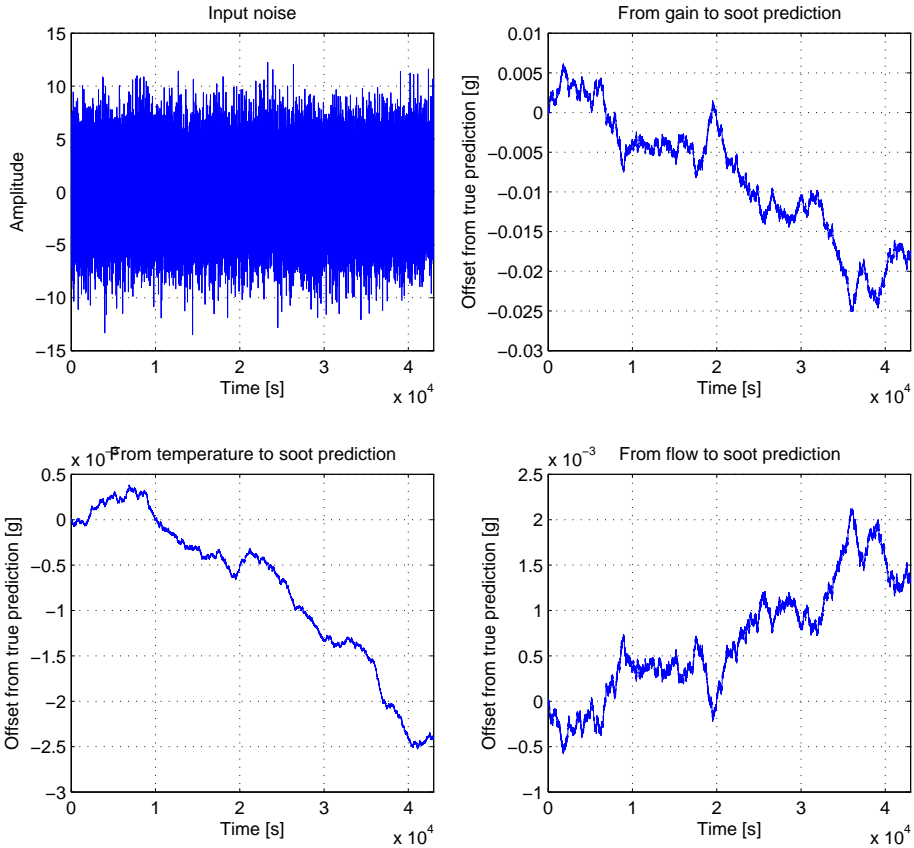 Input noise
15
10
5
0
−5
−10
−15
Amplitude
0
1
2
3
4
x 10^4
Time [s]
From gain to soot prediction
0.01
0.005
0
−0.005
−0.01
−0.015
−0.02
−0.025
−0.03
Offset from true prediction [g]
0
1
2
3
4
x 10^4
Time [s]
x 10^−3
From temperature to soot prediction
0.5
0
−0.5
−1
−1.5
−2
−2.5
−3
Offset from true prediction [g]
0
1
2
3
4
x 10^4
Time [s]
x 10^−3
From flow to soot prediction
2.5
2
1.5
1
0.5
0
−0.5
−1
Offset from true prediction [g]
0
1
2
3
4
x 10^4
Time [s]